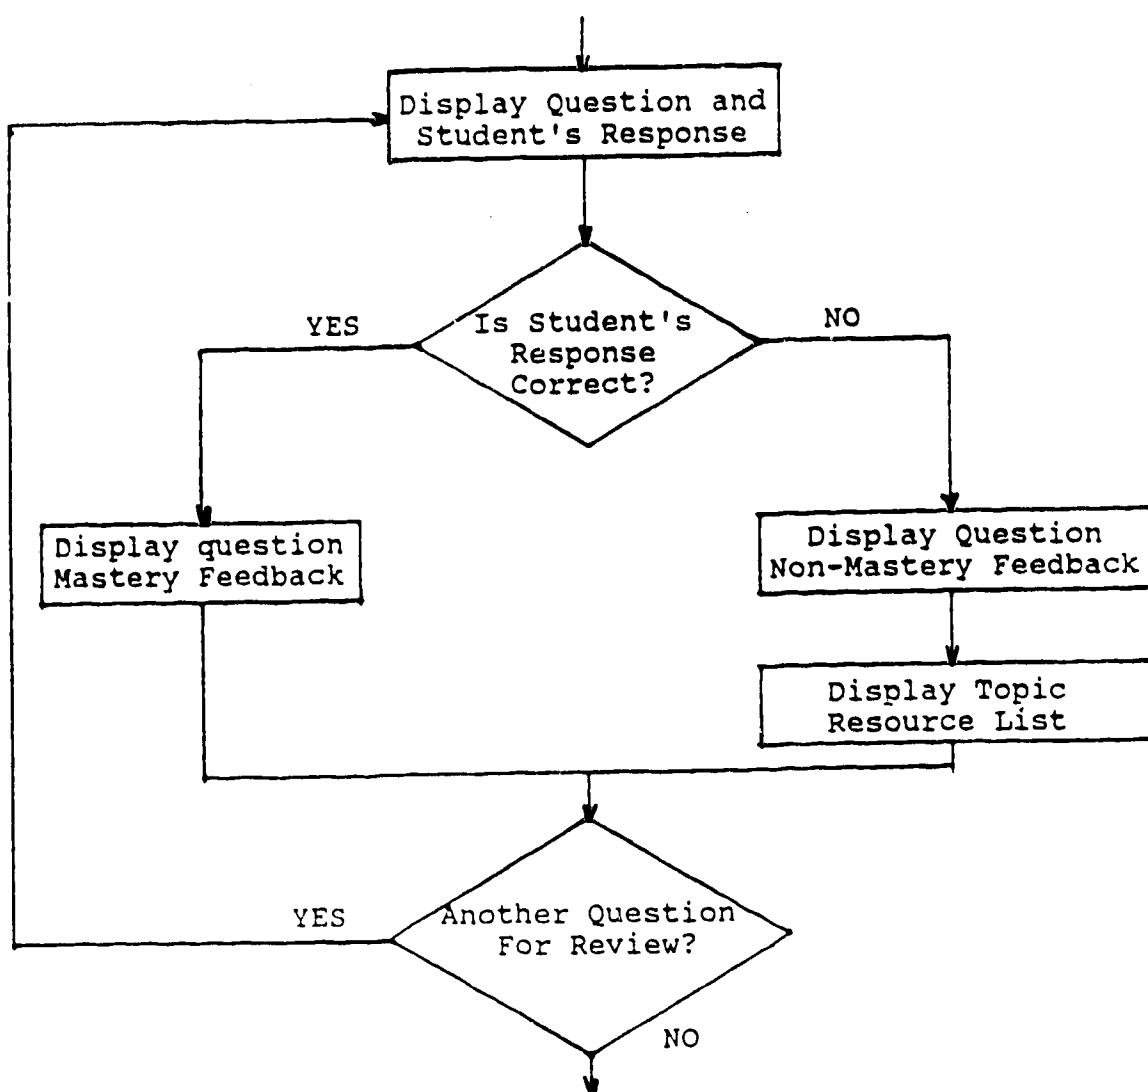 Display Question and
Student's Response
YES
Is Student's
Response
Correct?
NO
Display question
Mastery Feedback
Display Question
Non-Mastery Feedback
Display Topic
Resource List
YES
Another Question
For Review?
NO